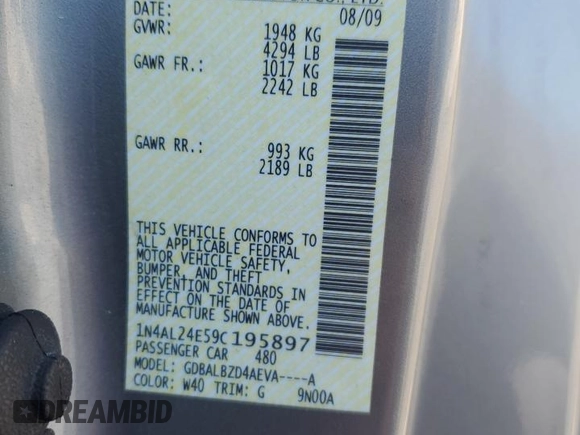 CO., LTD.
DATE: 08/09
GVWR: 1948 KG
4294 LB
GAWR FR.: 1017 KG
2242 LB
GAWR RR.: 993 KG
2189 LB
THIS VEHICLE CONFORMS TO
ALL APPLICABLE FEDERAL
MOTOR VEHICLE SAFETY,
BUMPER, AND THEFT
PREVENTION STANDARDS IN
EFFECT ON THE DATE OF
MANUFACTURE SHOWN ABOVE.
1N4AL24E59C195897
PASSENGER CAR 480
MODEL: GDBALBZD4AEVA----A
COLOR: W40 TRIM: G 9N00A
DREAMBID